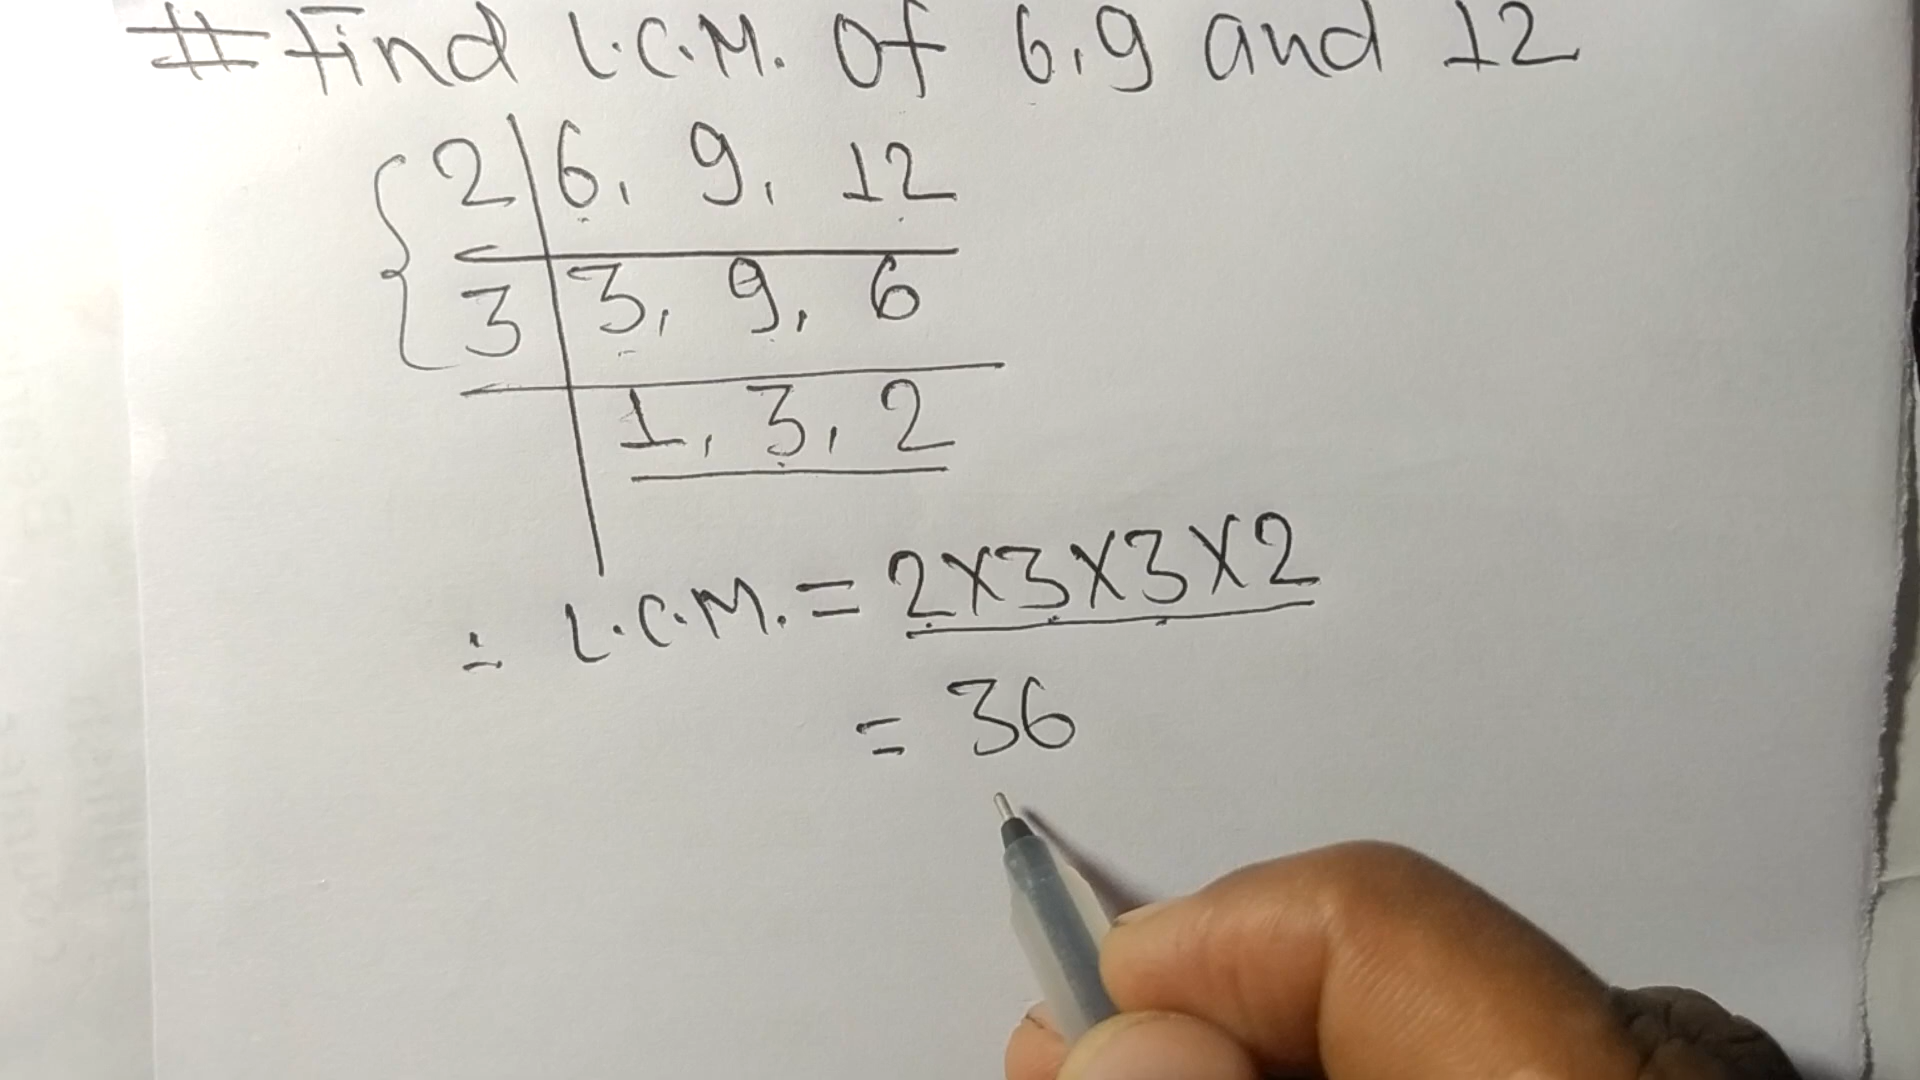 # Find L.C.M. of 6,9 and 12
2 | 6, 9, 12
3 | 3, 9, 6
1, 3, 2
∴ L.C.M. = 2×3×3×2
= 36